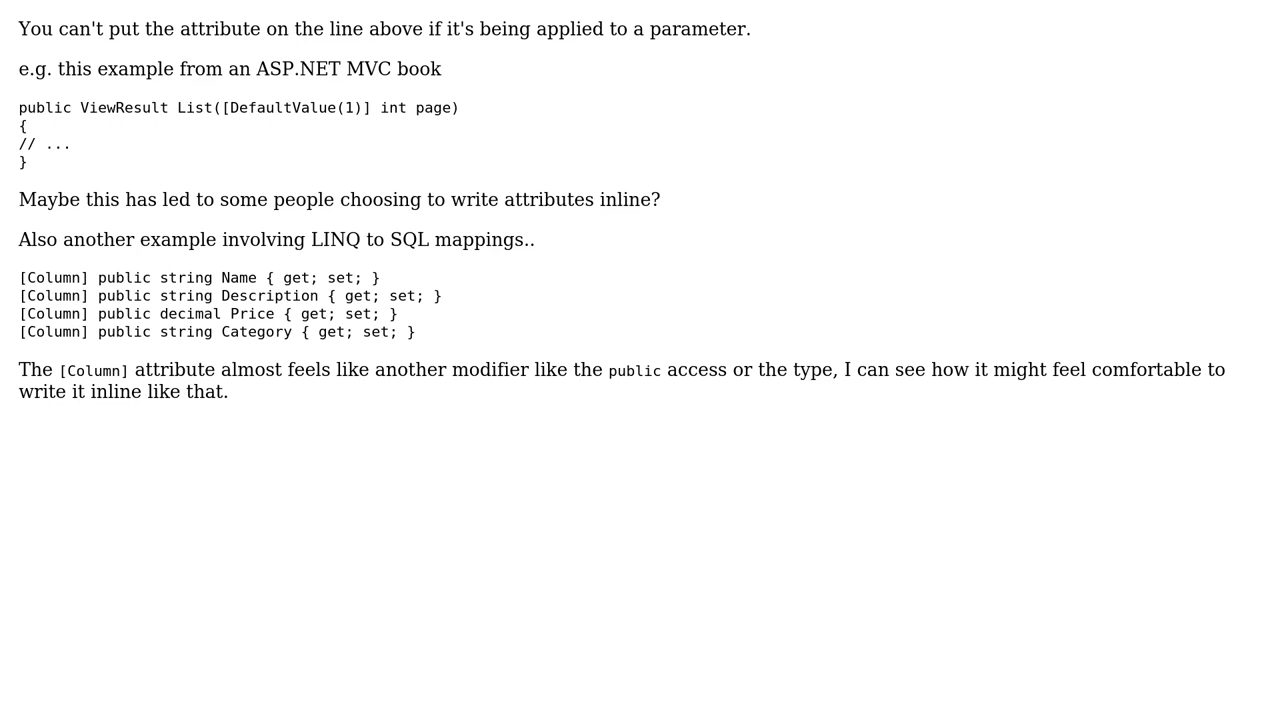 You can't put the attribute on the line above if it's being applied to a parameter.
e.g. this example from an ASP.NET MVC book
public ViewResult List([DefaultValue(1)] int page)
{
// ...
}
Maybe this has led to some people choosing to write attributes inline?
Also another example involving LINQ to SQL mappings..
[Column] public string Name { get; set; }
[Column] public string Description { get; set; }
[Column] public decimal Price { get; set; }
[Column] public string Category { get; set; }
The [Column] attribute almost feels like another modifier like the public access or the type, I can see how it might feel comfortable to
write it inline like that.